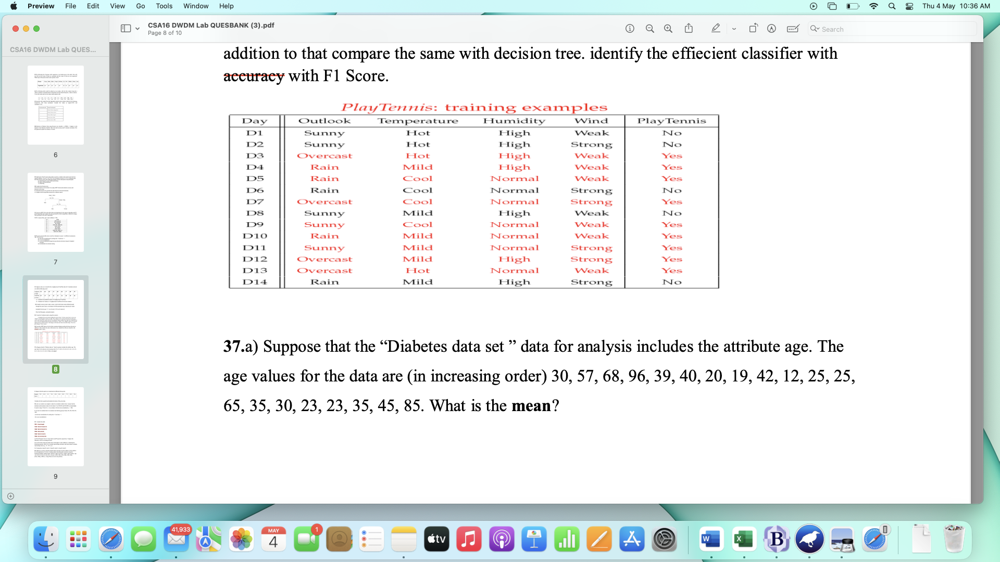 Preview File Edit View Go Tools Window Help Thu 4 May 10:36 AM
CSA16 DWDM Lab QUESBANK (3).pdf
Page 8 of 10
Search
CSA16 DWDM Lab QUES...
6
7
8
9
addition to that compare the same with decision tree. identify the effiecient classifier with
accuracy with F1 Score.
PlayTennis: training examples
Day Outlook Temperature Humidity Wind PlayTennis
D1 Sunny Hot High Weak No
D2 Sunny Hot High Strong No
D3 Overcast Hot High Weak Yes
D4 Rain Mild High Weak Yes
D5 Rain Cool Normal Weak Yes
D6 Rain Cool Normal Strong No
D7 Overcast Cool Normal Strong Yes
D8 Sunny Mild High Weak No
D9 Sunny Cool Normal Weak Yes
D10 Rain Mild Normal Weak Yes
D11 Sunny Mild Normal Strong Yes
D12 Overcast Mild High Strong Yes
D13 Overcast Hot Normal Weak Yes
D14 Rain Mild High Strong No
37.a) Suppose that the “Diabetes data set ” data for analysis includes the attribute age. The
age values for the data are (in increasing order) 30, 57, 68, 96, 39, 40, 20, 19, 42, 12, 25, 25,
65, 35, 30, 23, 23, 35, 45, 85. What is the mean?
41,933
MAY
4
1
tv
W
X
B